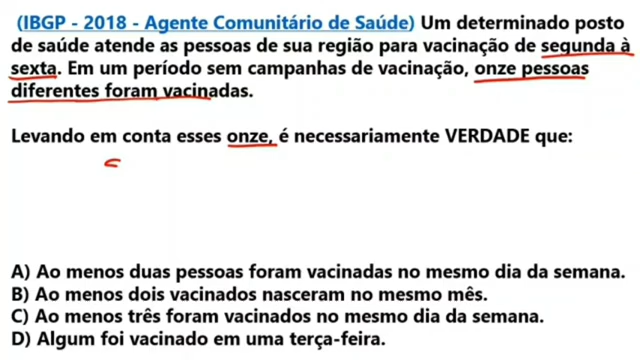 (IBGP - 2018 - Agente Comunitário de Saúde) Um determinado posto
de saúde atende as pessoas de sua região para vacinação de segunda à
sexta. Em um período sem campanhas de vacinação, onze pessoas
diferentes foram vacinadas.
Levando em conta esses onze, é necessariamente VERDADE que:
A) Ao menos duas pessoas foram vacinadas no mesmo dia da semana.
B) Ao menos dois vacinados nasceram no mesmo mês.
C) Ao menos três foram vacinados no mesmo dia da semana.
D) Algum foi vacinado em uma terça-feira.